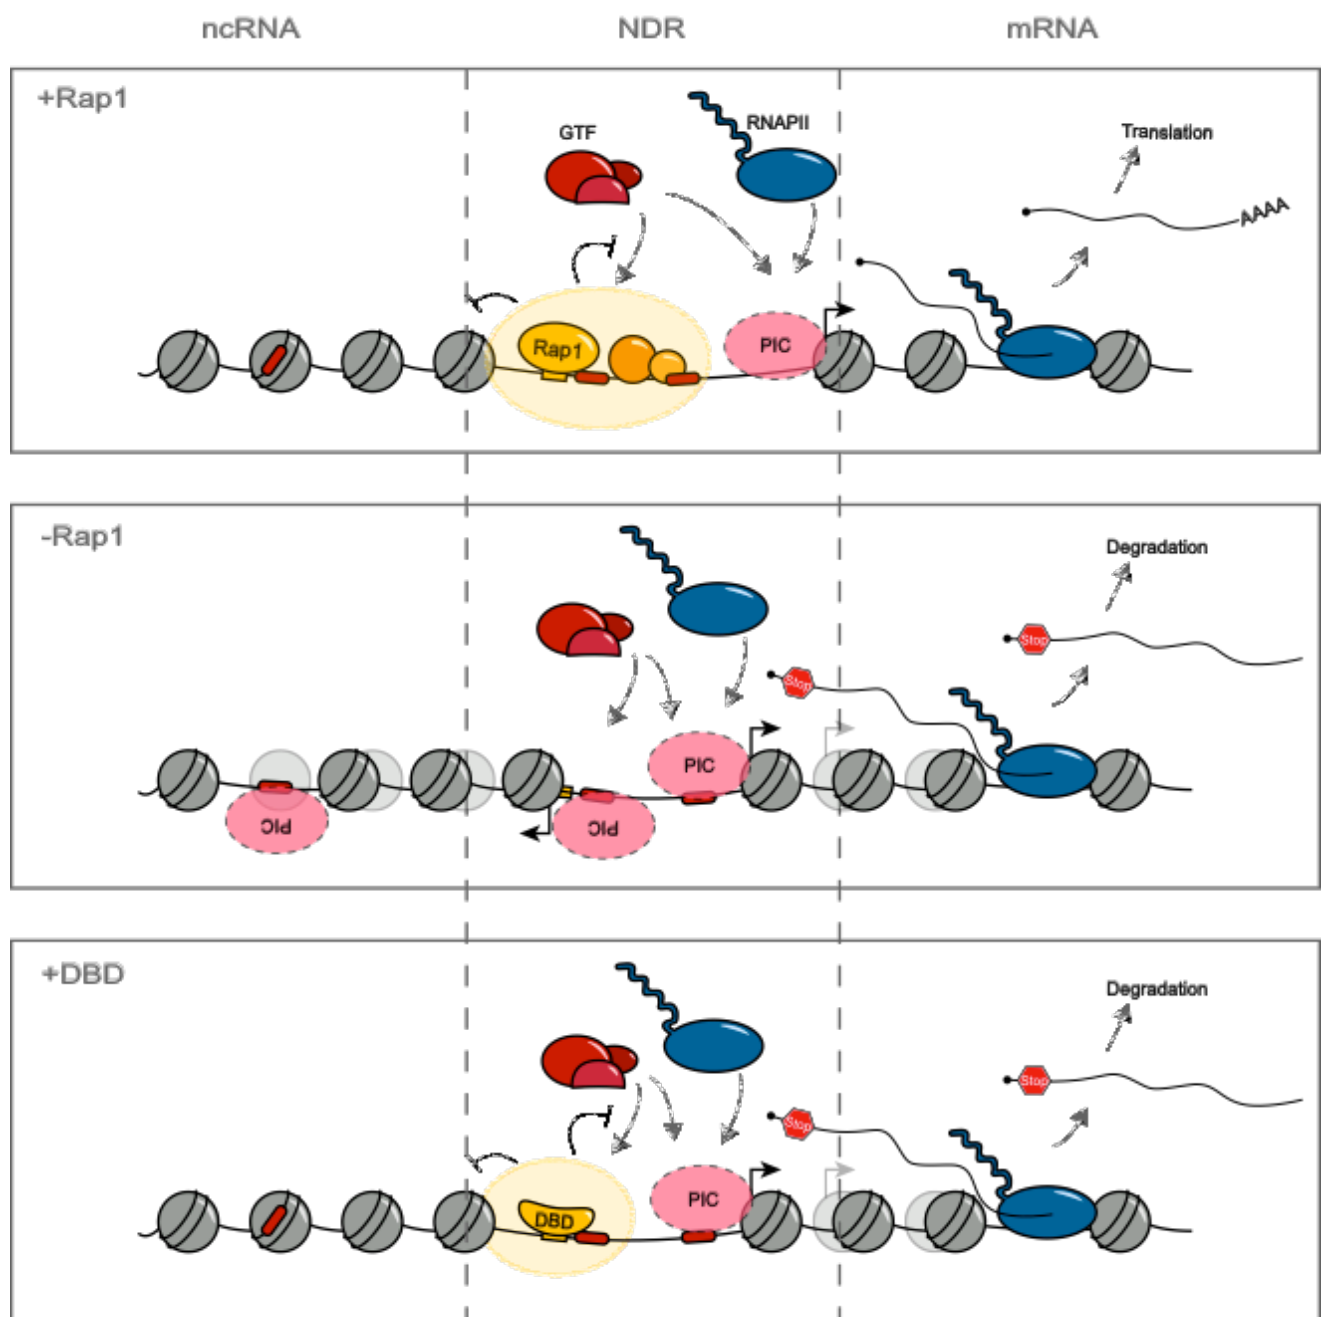 ncRNA NDR mRNA
+Rap1
GTF
RNAPII
Translation
AAAA
Rap1
PIC
-Rap1
Degradation
Stop
Stop
PIC
PIC
PIC
+DBD
Degradation
Stop
Stop
PIC
DBD